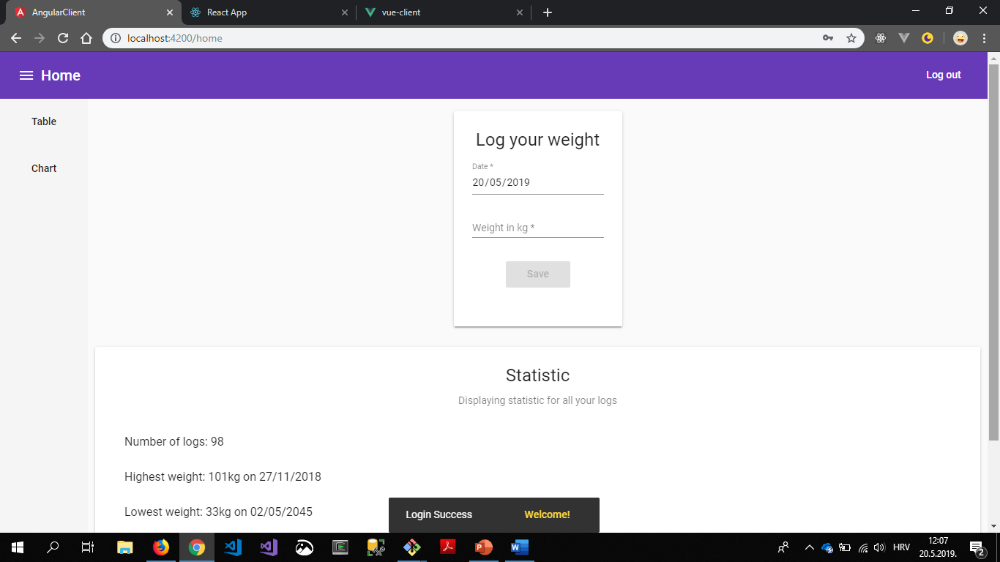 AngularClient
React App
vue-client
localhost:4200/home
Home
Log out
Table
Chart
Log your weight
Date *
20/05/2019
Weight in kg *
Save
Statistic
Displaying statistic for all your logs
Number of logs: 98
Highest weight: 101kg on 27/11/2018
Lowest weight: 33kg on 02/05/2045
Login Success Welcome!
HRV
12:07
20.5.2019.
2